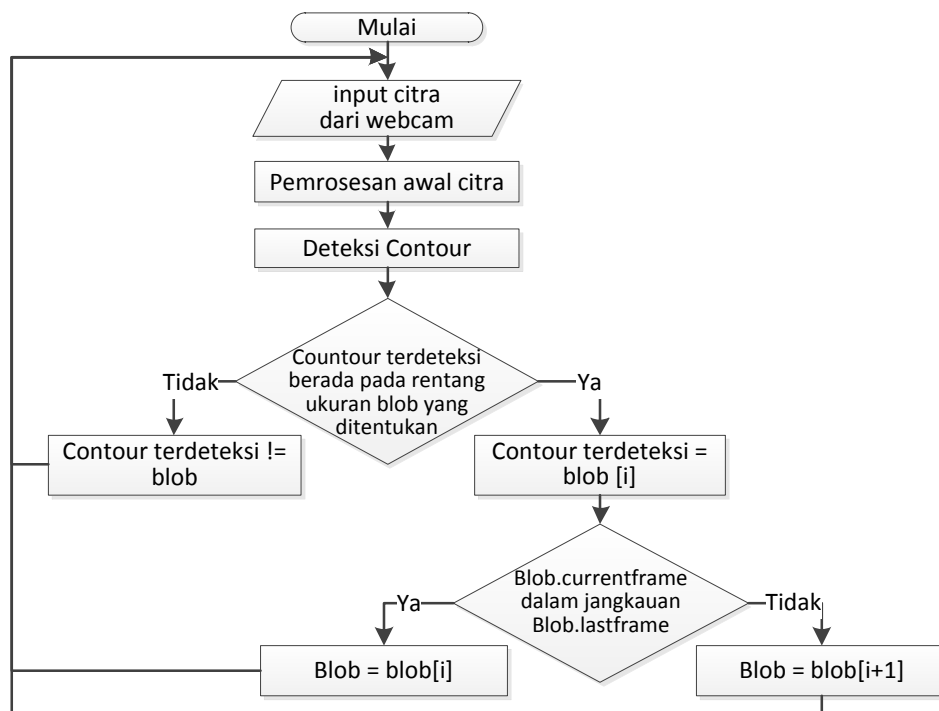 Mulai
input citra
dari webcam
Pemrosesan awal citra
Deteksi Contour
Countour terdeteksi
berada pada rentang
ukuran blob yang
ditentukan
Tidak
Ya
Contour terdeteksi !=
blob
Contour terdeteksi =
blob [i]
Blob.currentframe
dalam jangkauan
Blob.lastframe
Ya
Tidak
Blob = blob[i]
Blob = blob[i+1]